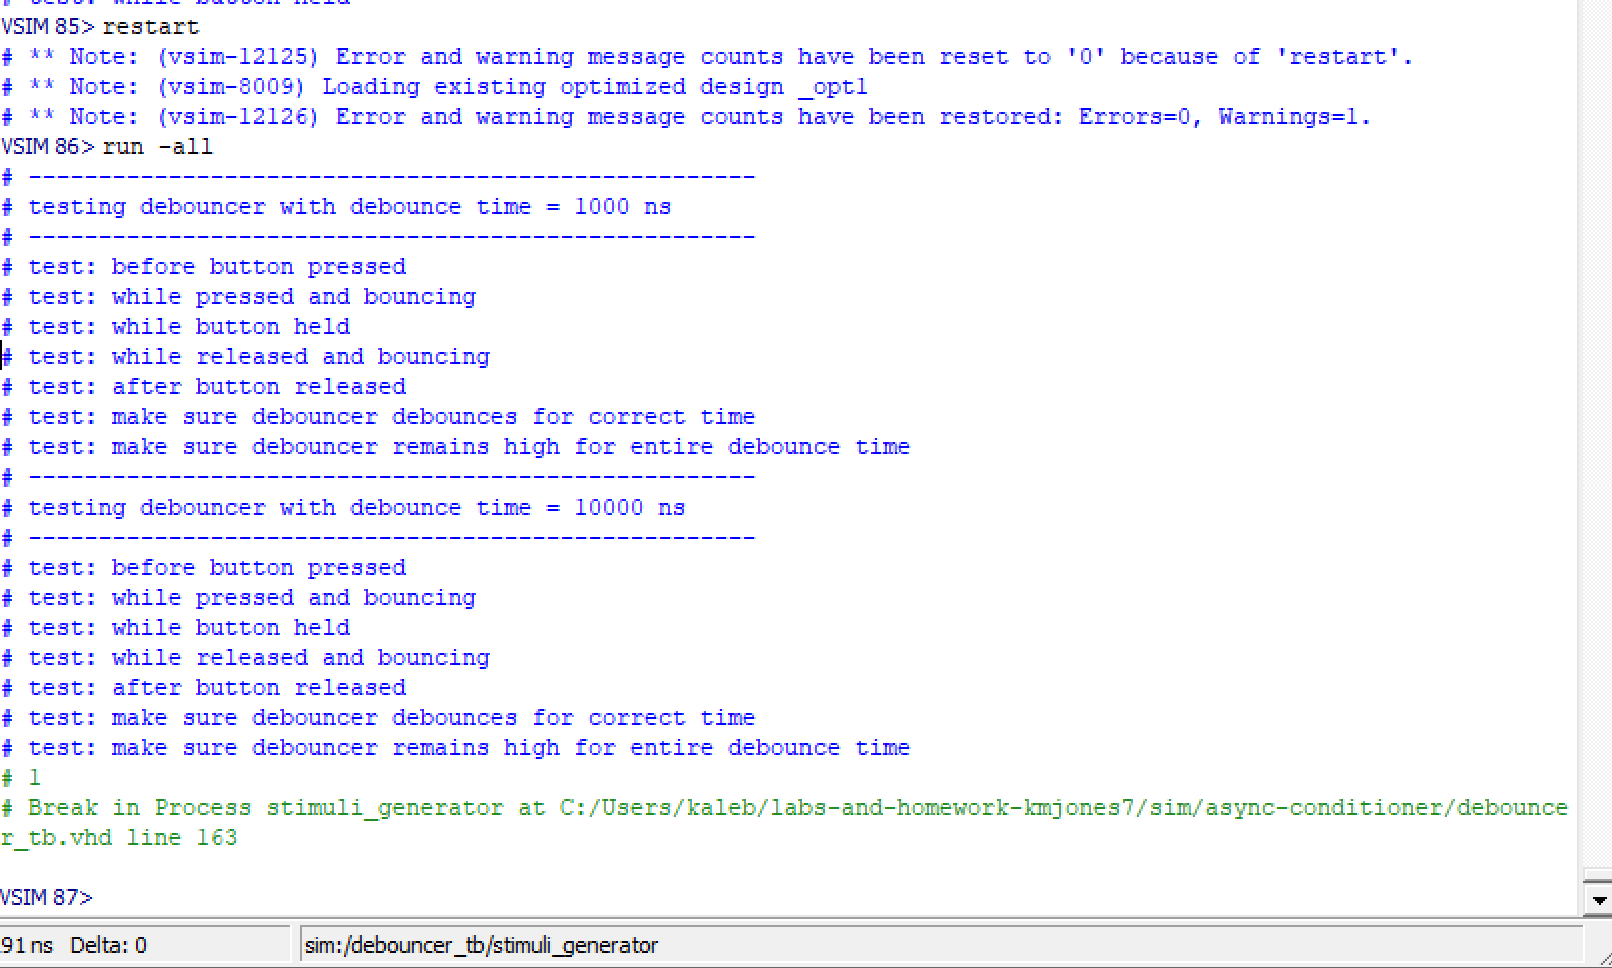 # test: while button held
VSIM 85> restart
# ** Note: (vsim-12125) Error and warning message counts have been reset to '0' because of 'restart'.
# ** Note: (vsim-8009) Loading existing optimized design _opt1
# ** Note: (vsim-12126) Error and warning message counts have been restored: Errors=0, Warnings=1.
VSIM 86> run -all
# ----------------------------------------------------
# testing debouncer with debounce time = 1000 ns
# ----------------------------------------------------
# test: before button pressed
# test: while pressed and bouncing
# test: while button held
# test: while released and bouncing
# test: after button released
# test: make sure debouncer debounces for correct time
# test: make sure debouncer remains high for entire debounce time
# ----------------------------------------------------
# testing debouncer with debounce time = 10000 ns
# ----------------------------------------------------
# test: before button pressed
# test: while pressed and bouncing
# test: while button held
# test: while released and bouncing
# test: after button released
# test: make sure debouncer debounces for correct time
# test: make sure debouncer remains high for entire debounce time
# 1
# Break in Process stimuli_generator at C:/Users/kaleb/labs-and-homework-kmjones7/sim/async-conditioner/debounce
r_tb.vhd line 163
VSIM 87>
91 ns Delta: 0
sim:/debouncer_tb/stimuli_generator